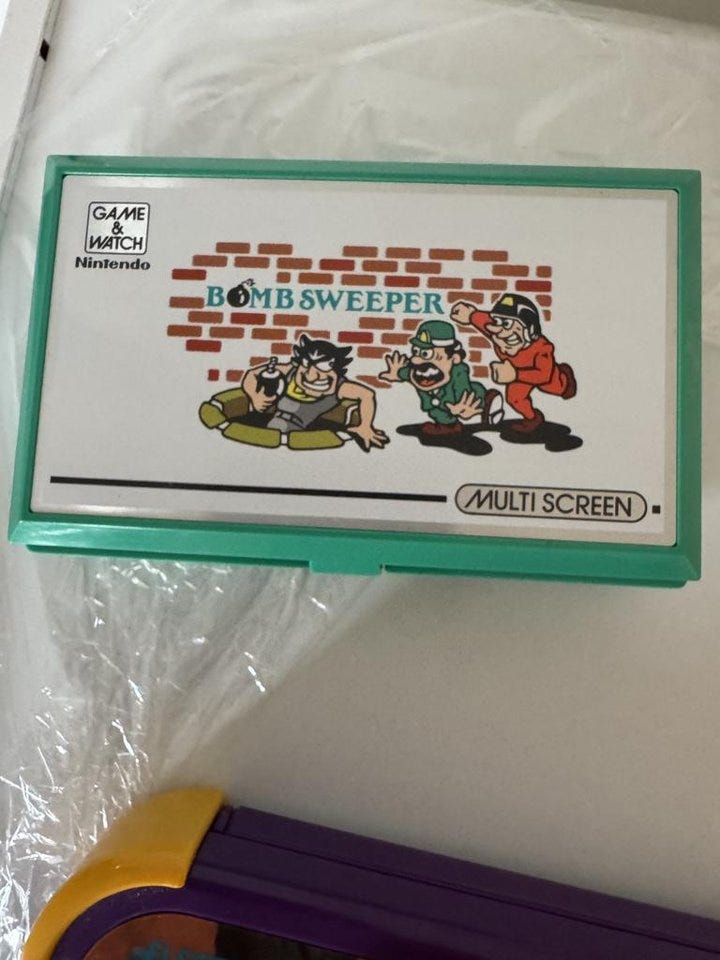 GAME
&
WATCH
Nintendo
BOMB SWEEPER
MULTI SCREEN